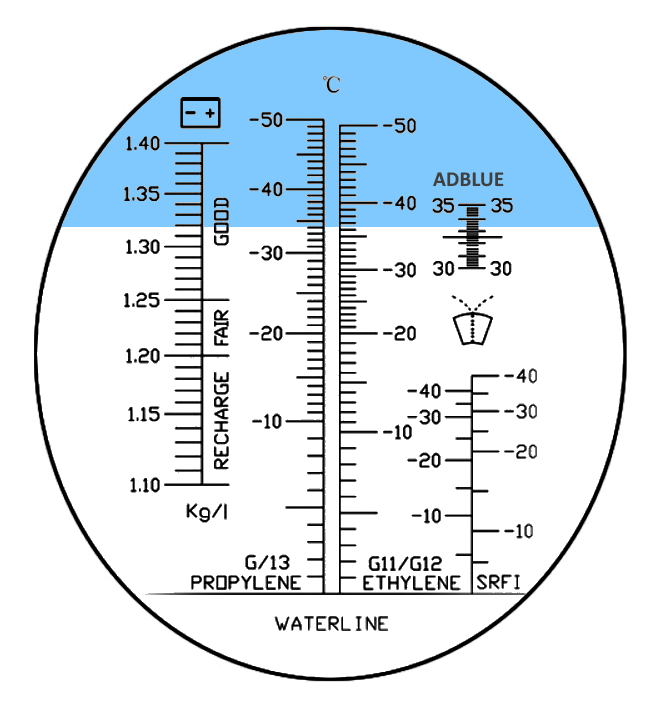 ℃
- +
-50
-50
1.40
-40
-40
1.35
ADBLUE
35 35
GOOD
1.30
-30
-30
30 30
1.25
FAIR
-20
-20
1.20
RECHARGE
-40
-40
1.15
-30
-30
-10
-10
-20
-20
1.10
Kg/l
-10
-10
G/13
PROPYLENE
G11/G12
ETHYLENE
SRFI
WATERLINE